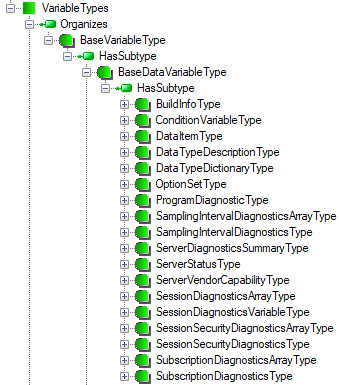 VariableTypes
Organizes
BaseVariableType
HasSubtype
BaseDataVariableType
HasSubtype
BuildInfoType
ConditionVariableType
DataItemType
DataTypeDescriptionType
DataTypeDictionaryType
OptionSetType
ProgramDiagnosticType
SamplingIntervalDiagnosticsArrayType
SamplingIntervalDiagnosticsType
ServerDiagnosticsSummaryType
ServerStatusType
ServerVendorCapabilityType
SessionDiagnosticsArrayType
SessionDiagnosticsVariableType
SessionSecurityDiagnosticsArrayType
SessionSecurityDiagnosticsType
SubscriptionDiagnosticsArrayType
SubscriptionDiagnosticsType